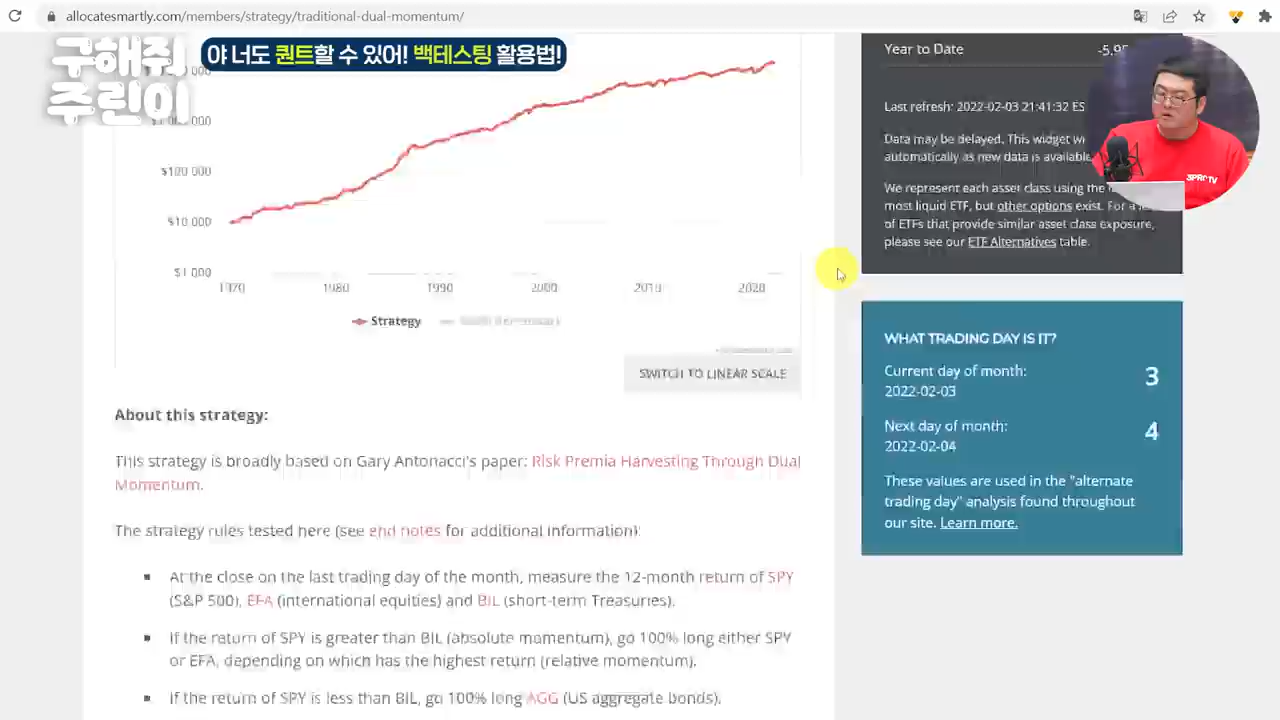 allocatesmartly.com/members/strategy/traditional-dual-momentum/
구해줘
주린이
야 너도 퀀트할 수 있어! 백테스팅 활용법!
$100 000
$10 000
$1 000
1970
1980
1990
2000
2010
2020
Strategy
SWITCH TO LINEAR SCALE
About this strategy:
This strategy is broadly based on Gary Antonacci's paper: Risk Premia Harvesting Through Dual
Momentum.
The strategy rules tested here (see end notes for additional information):
▪ At the close on the last trading day of the month, measure the 12-month return of SPY
(S&P 500), EFA (international equities) and BIL (short-term Treasuries).
▪ If the return of SPY is greater than BIL (absolute momentum), go 100% long either SPY
or EFA, depending on which has the highest return (relative momentum).
▪ If the return of SPY is less than BIL, go 100% long AGG (US aggregate bonds).
Year to Date
Last refresh: 2022-02-03 21:41:32
Data may be delayed. This widget
automatically as new data is available
We represent each asset class using the
most liquid ETF, but other options exist. For a
of ETFs that provide similar asset class exposure,
please see our ETF Alternatives table.
3PROTV
WHAT TRADING DAY IS IT?
Current day of month: 3
2022-02-03
Next day of month: 4
2022-02-04
These values are used in the "alternate
trading day" analysis found throughout
our site. Learn more.